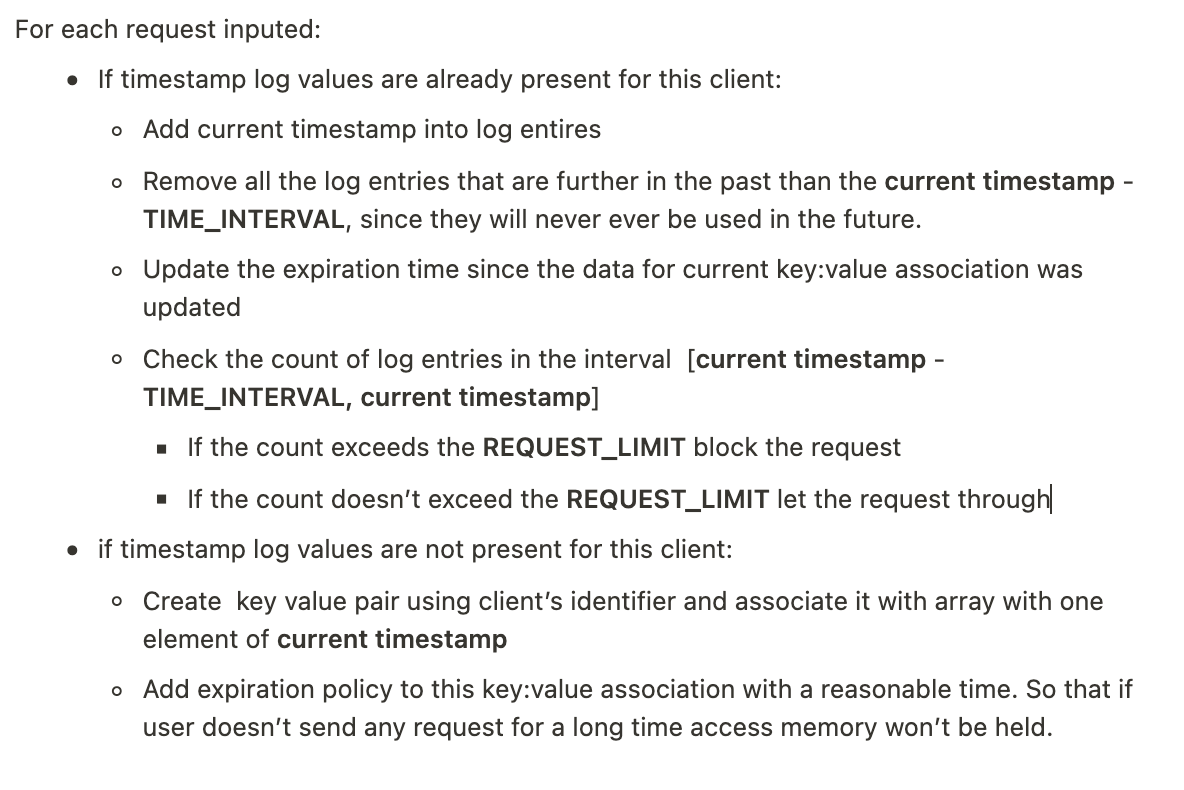 For each request inputed:
• If timestamp log values are already present for this client:
◦ Add current timestamp into log entires
◦ Remove all the log entries that are further in the past than the current timestamp -
TIME_INTERVAL, since they will never ever be used in the future.
◦ Update the expiration time since the data for current key:value association was
updated
◦ Check the count of log entries in the interval  [current timestamp -
TIME_INTERVAL, current timestamp]
▪ If the count exceeds the REQUEST_LIMIT block the request
▪ If the count doesn’t exceed the REQUEST_LIMIT let the request through
• if timestamp log values are not present for this client:
◦ Create  key value pair using client’s identifier and associate it with array with one
element of current timestamp
◦ Add expiration policy to this key:value association with a reasonable time. So that if
user doesn’t send any request for a long time access memory won’t be held.